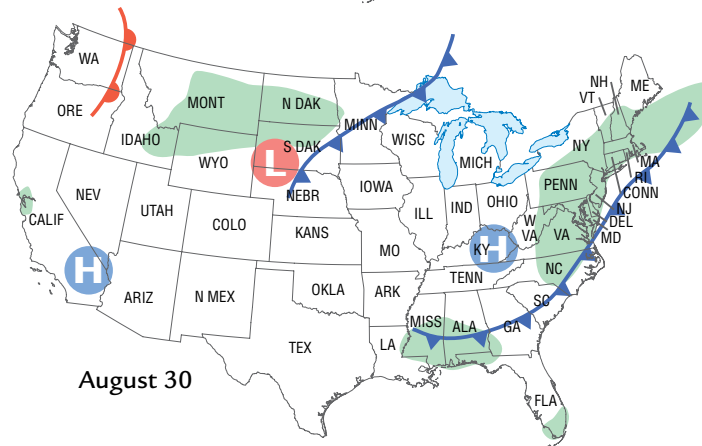 WA
MONT
N DAK
MINN
ORE
IDAHO
WYO
S DAK
L
WISC
MICH
NY
VT
NH
ME
MA
RI
CONN
NJ
DEL
MD
PENN
NEBR
IOWA
NEV
UTAH
COLO
KANS
ILL
IND
OHIO
W
VA
VA
CALIF
H
MO
KY
H
NC
TENN
ARIZ
N MEX
OKLA
ARK
SC
MISS
ALA
GA
TEX
LA
FLA
August 30